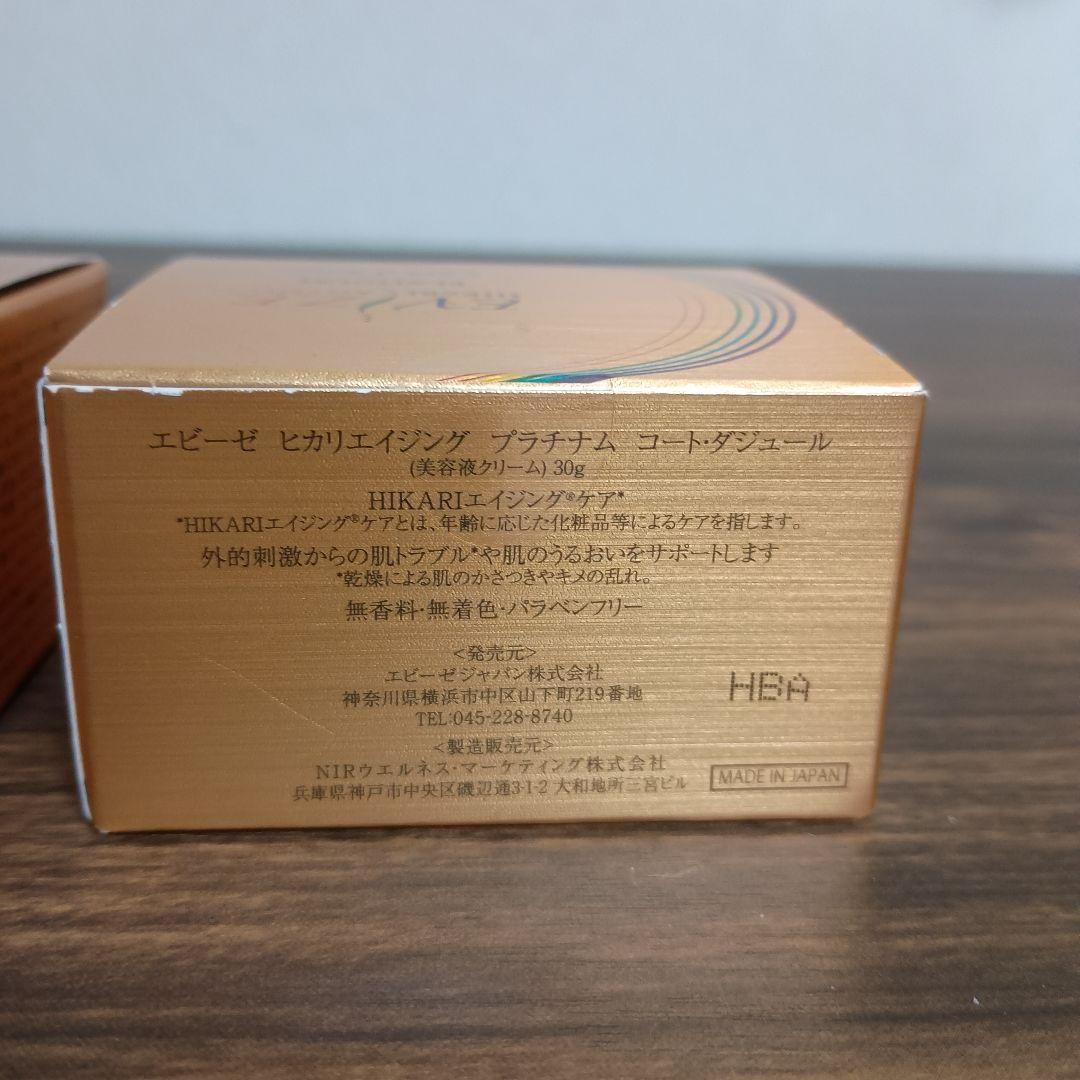 エビーゼ ヒカリエイジング プラチナム コート・ダジュール
(美容液クリーム) 30g
HIKARIエイジング®ケア*
*HIKARIエイジング®ケアとは、年齢に応じた化粧品等によるケアを指します。
外的刺激からの肌トラブル*や肌のうるおいをサポートします
*乾燥による肌のかさつきやキメの乱れ。
無香料・無着色・パラベンフリー
<発売元>
エビーゼジャパン株式会社
神奈川県横浜市中区山下町219番地
TEL:045-228-8740
HBA
<製造販売元>
NIRウエルネス・マーケティング株式会社
兵庫県神戸市中央区磯辺通3-1-2 大和地所三宮ビル
MADE IN JAPAN